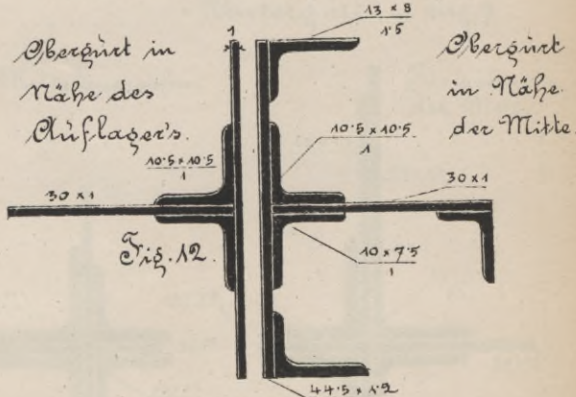 Obergurt in
Nähe des
Auflager's.
1
13 × 8
1·5
Obergurt
in Nähe
der Mitte.
10·5 × 10·5
1
10·5 × 10·5
1
30 × 1
30 × 1
Fig. 12.
10 × 7·5
1
44·5 × 1·2